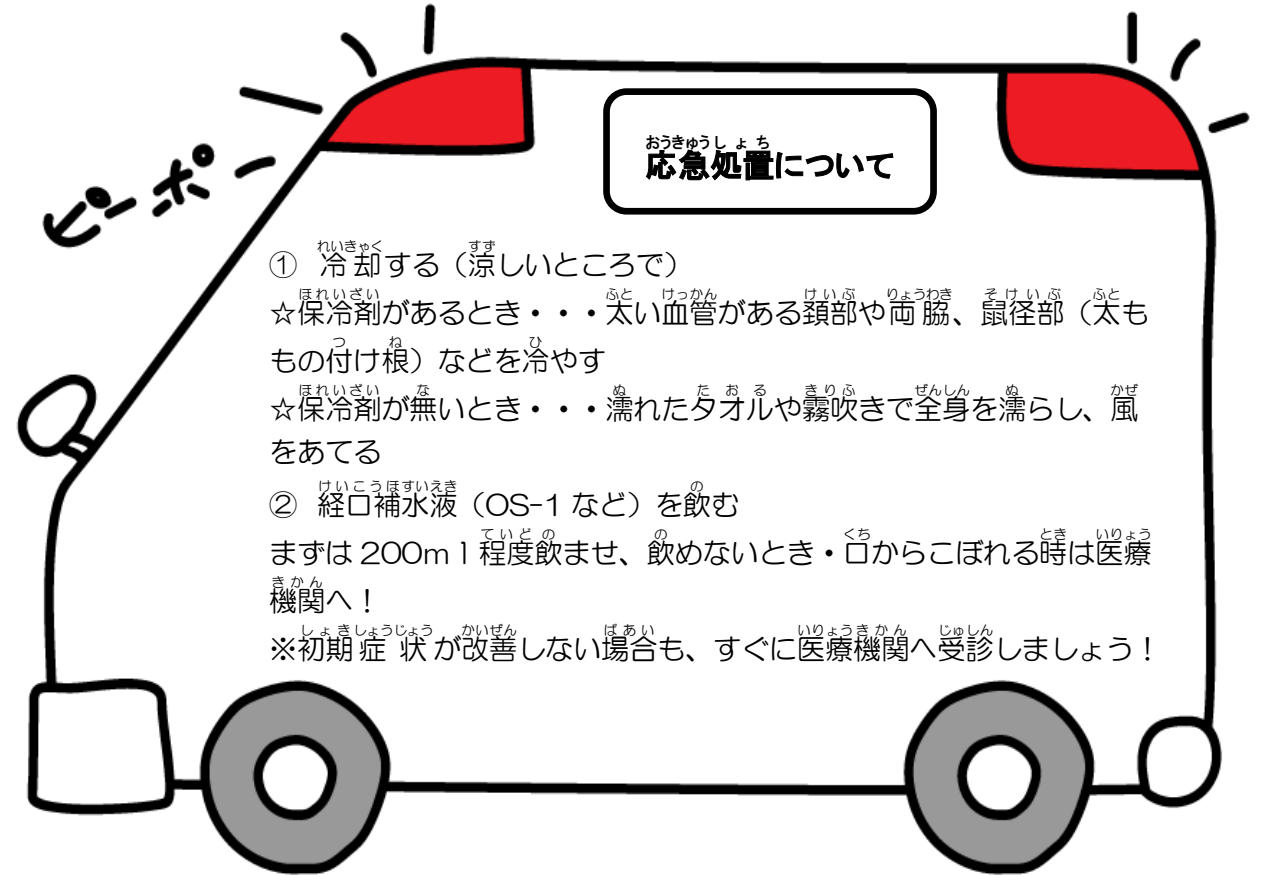 ピーポー
おうきゅうしょち
応急処置について
れいきゃく すず
① 冷却する（涼しいところで）
ほれいざい ふと けっかん けいぶ りょうわき そけいぶ ふと
☆保冷剤があるとき・・・太い血管がある頚部や両脇、鼠径部（太も
つ ね ひ
もの付け根）などを冷やす
ほれいざい な ぬ たおる きりふ ぜんしん ぬ かぜ
☆保冷剤が無いとき・・・濡れたタオルや霧吹きで全身を濡らし、風
をあてる
けいこうほすいえき の
② 経口補水液（OS-1 など）を飲む
ていどの の くち とき いりょう
まずは 200mｌ程度飲ませ、飲めないとき・口からこぼれる時は医療
きかん
機関へ！
しょきしょうじょう かいぜん ばあい いりょうきかん じゅしん
※初期症状が改善しない場合も、すぐに医療機関へ受診しましょう！